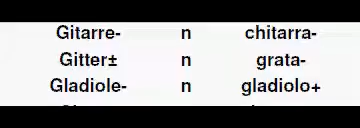 Gitarre- n chitarra-
Gitter± n grata-
Gladiole- n gladiolo+